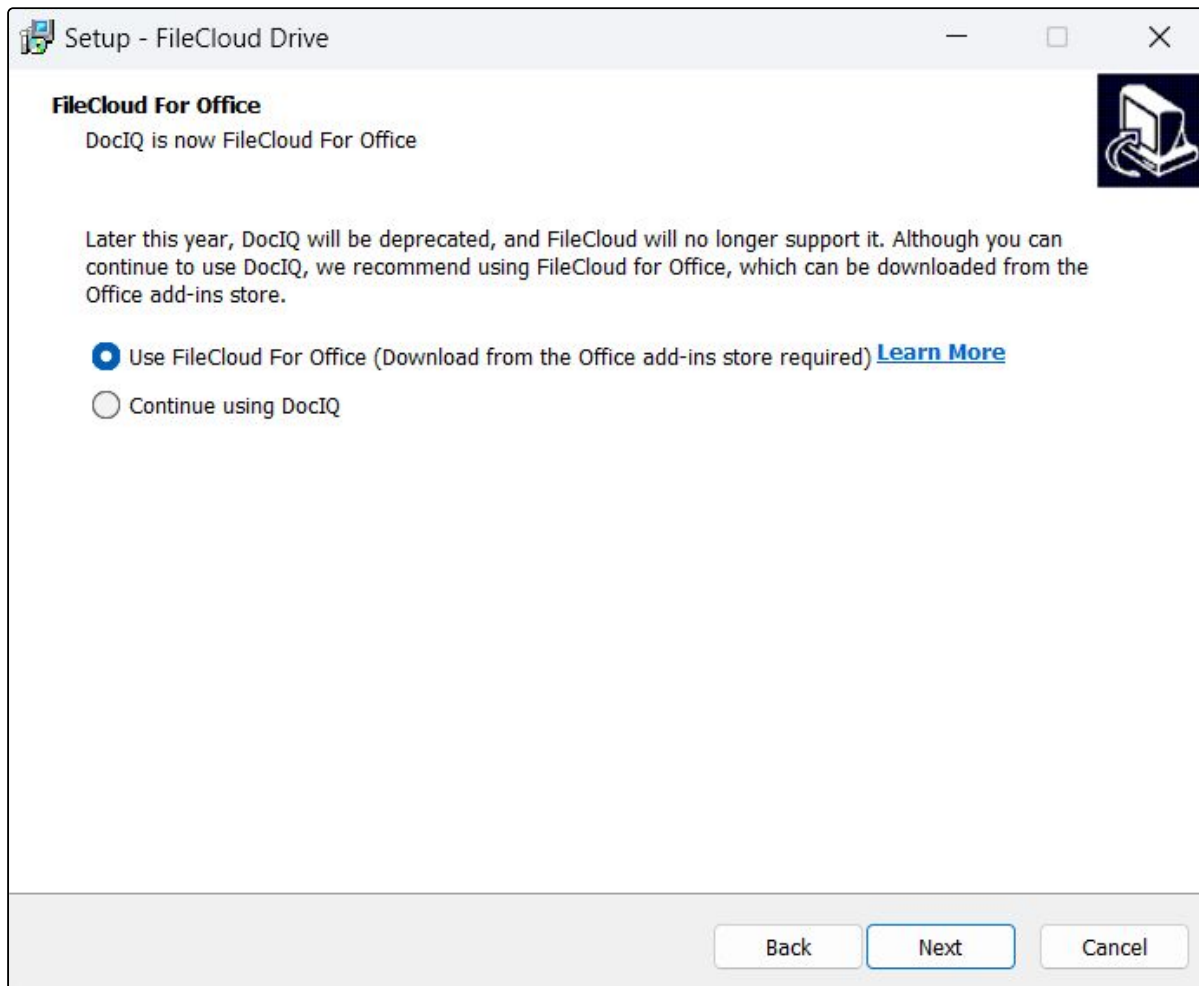 Setup - FileCloud Drive
FileCloud For Office
DocIQ is now FileCloud For Office
Later this year, DocIQ will be deprecated, and FileCloud will no longer support it. Although you can
continue to use DocIQ, we recommend using FileCloud for Office, which can be downloaded from the
Office add-ins store.
Use FileCloud For Office (Download from the Office add-ins store required) Learn More
Continue using DocIQ
Back Next Cancel